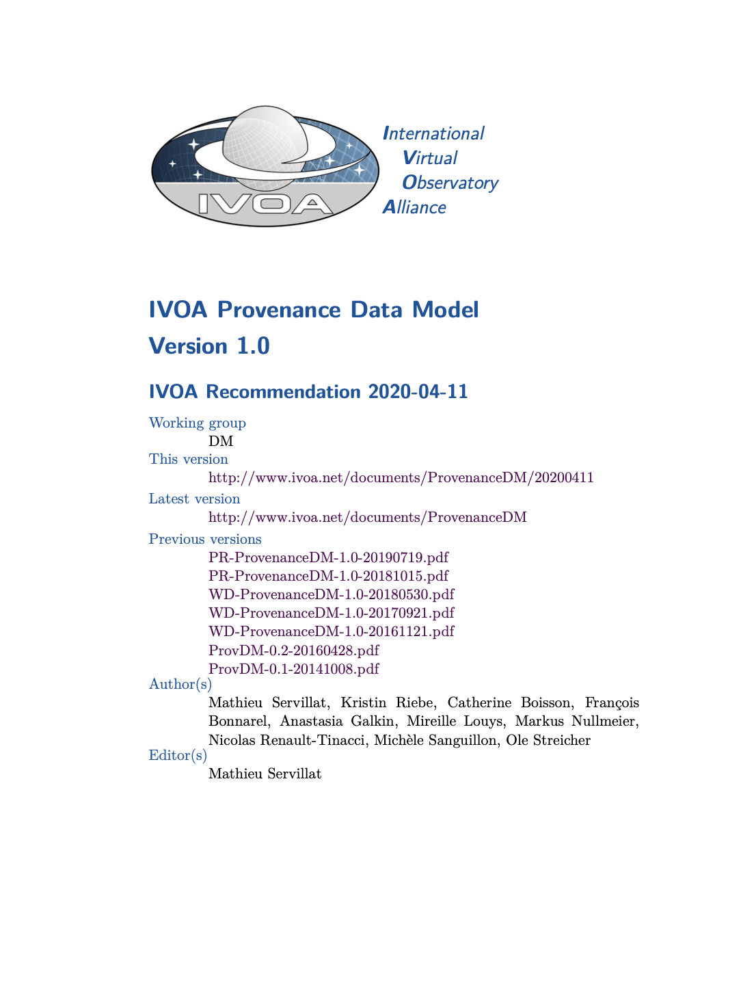 IVOA
International
Virtual
Observatory
Alliance
IVOA Provenance Data Model
Version 1.0
IVOA Recommendation 2020-04-11
Working group
DM
This version
http://www.ivoa.net/documents/ProvenanceDM/20200411
Latest version
http://www.ivoa.net/documents/ProvenanceDM
Previous versions
PR-ProvenanceDM-1.0-20190719.pdf
PR-ProvenanceDM-1.0-20181015.pdf
WD-ProvenanceDM-1.0-20180530.pdf
WD-ProvenanceDM-1.0-20170921.pdf
WD-ProvenanceDM-1.0-20161121.pdf
ProvDM-0.2-20160428.pdf
ProvDM-0.1-20141008.pdf
Author(s)
Mathieu Servillat, Kristin Riebe, Catherine Boisson, François
Bonnarel, Anastasia Galkin, Mireille Louys, Markus Nullmeier,
Nicolas Renault-Tinacci, Michèle Sanguillon, Ole Streicher
Editor(s)
Mathieu Servillat